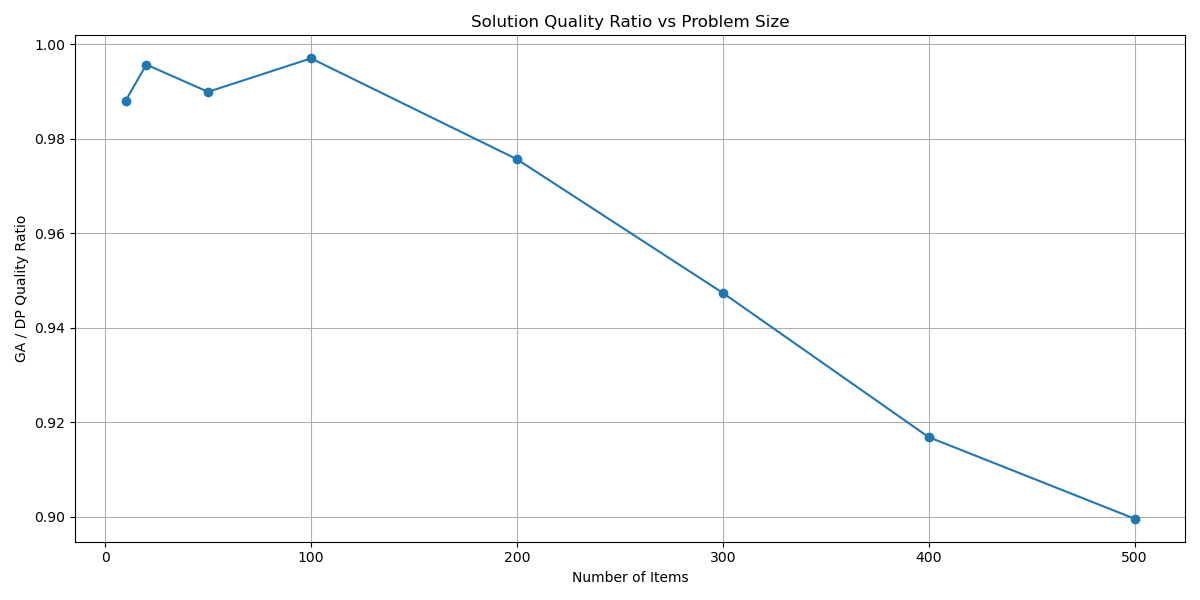 Solution Quality Ratio vs Problem Size
GA / DP Quality Ratio
1.00
0.98
0.96
0.94
0.92
0.90
0 100 200 300 400 500
Number of Items